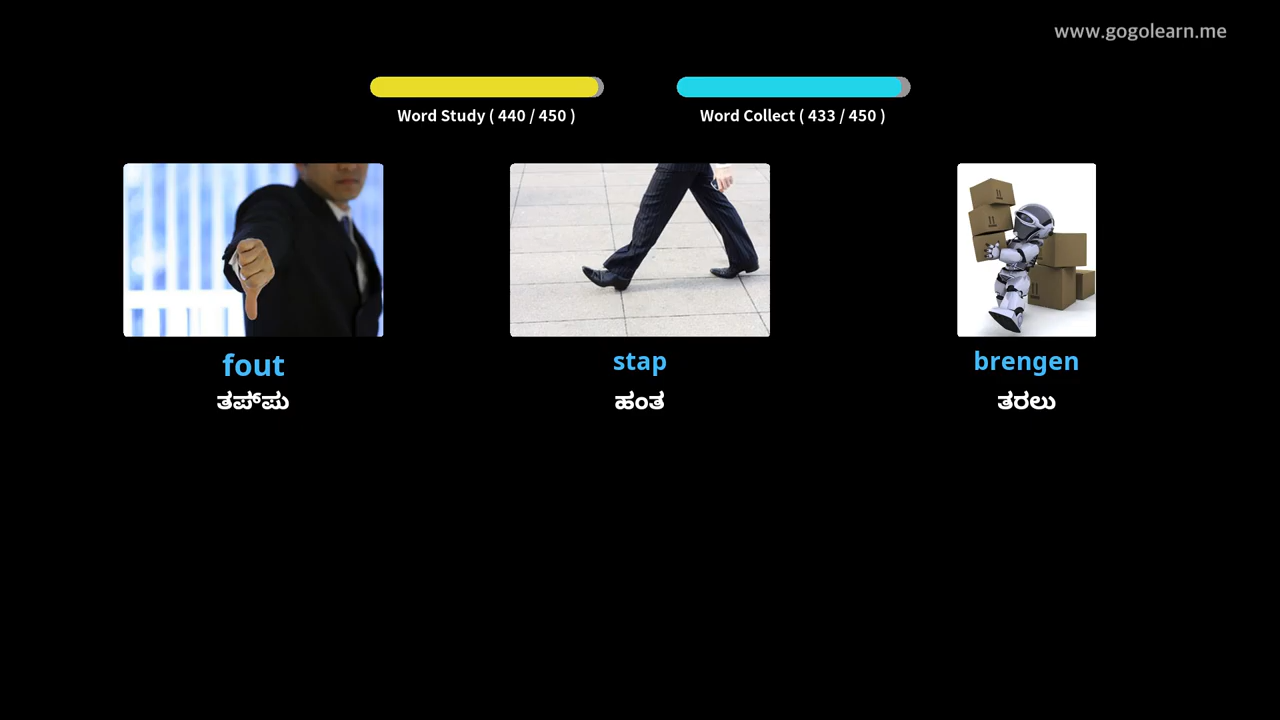 www.gogolearn.me
Word Study ( 440 / 450 )
Word Collect ( 433 / 450 )
fout
stap
brengen
ತಪ್ಪು
ಹಂತ
ತರಲು